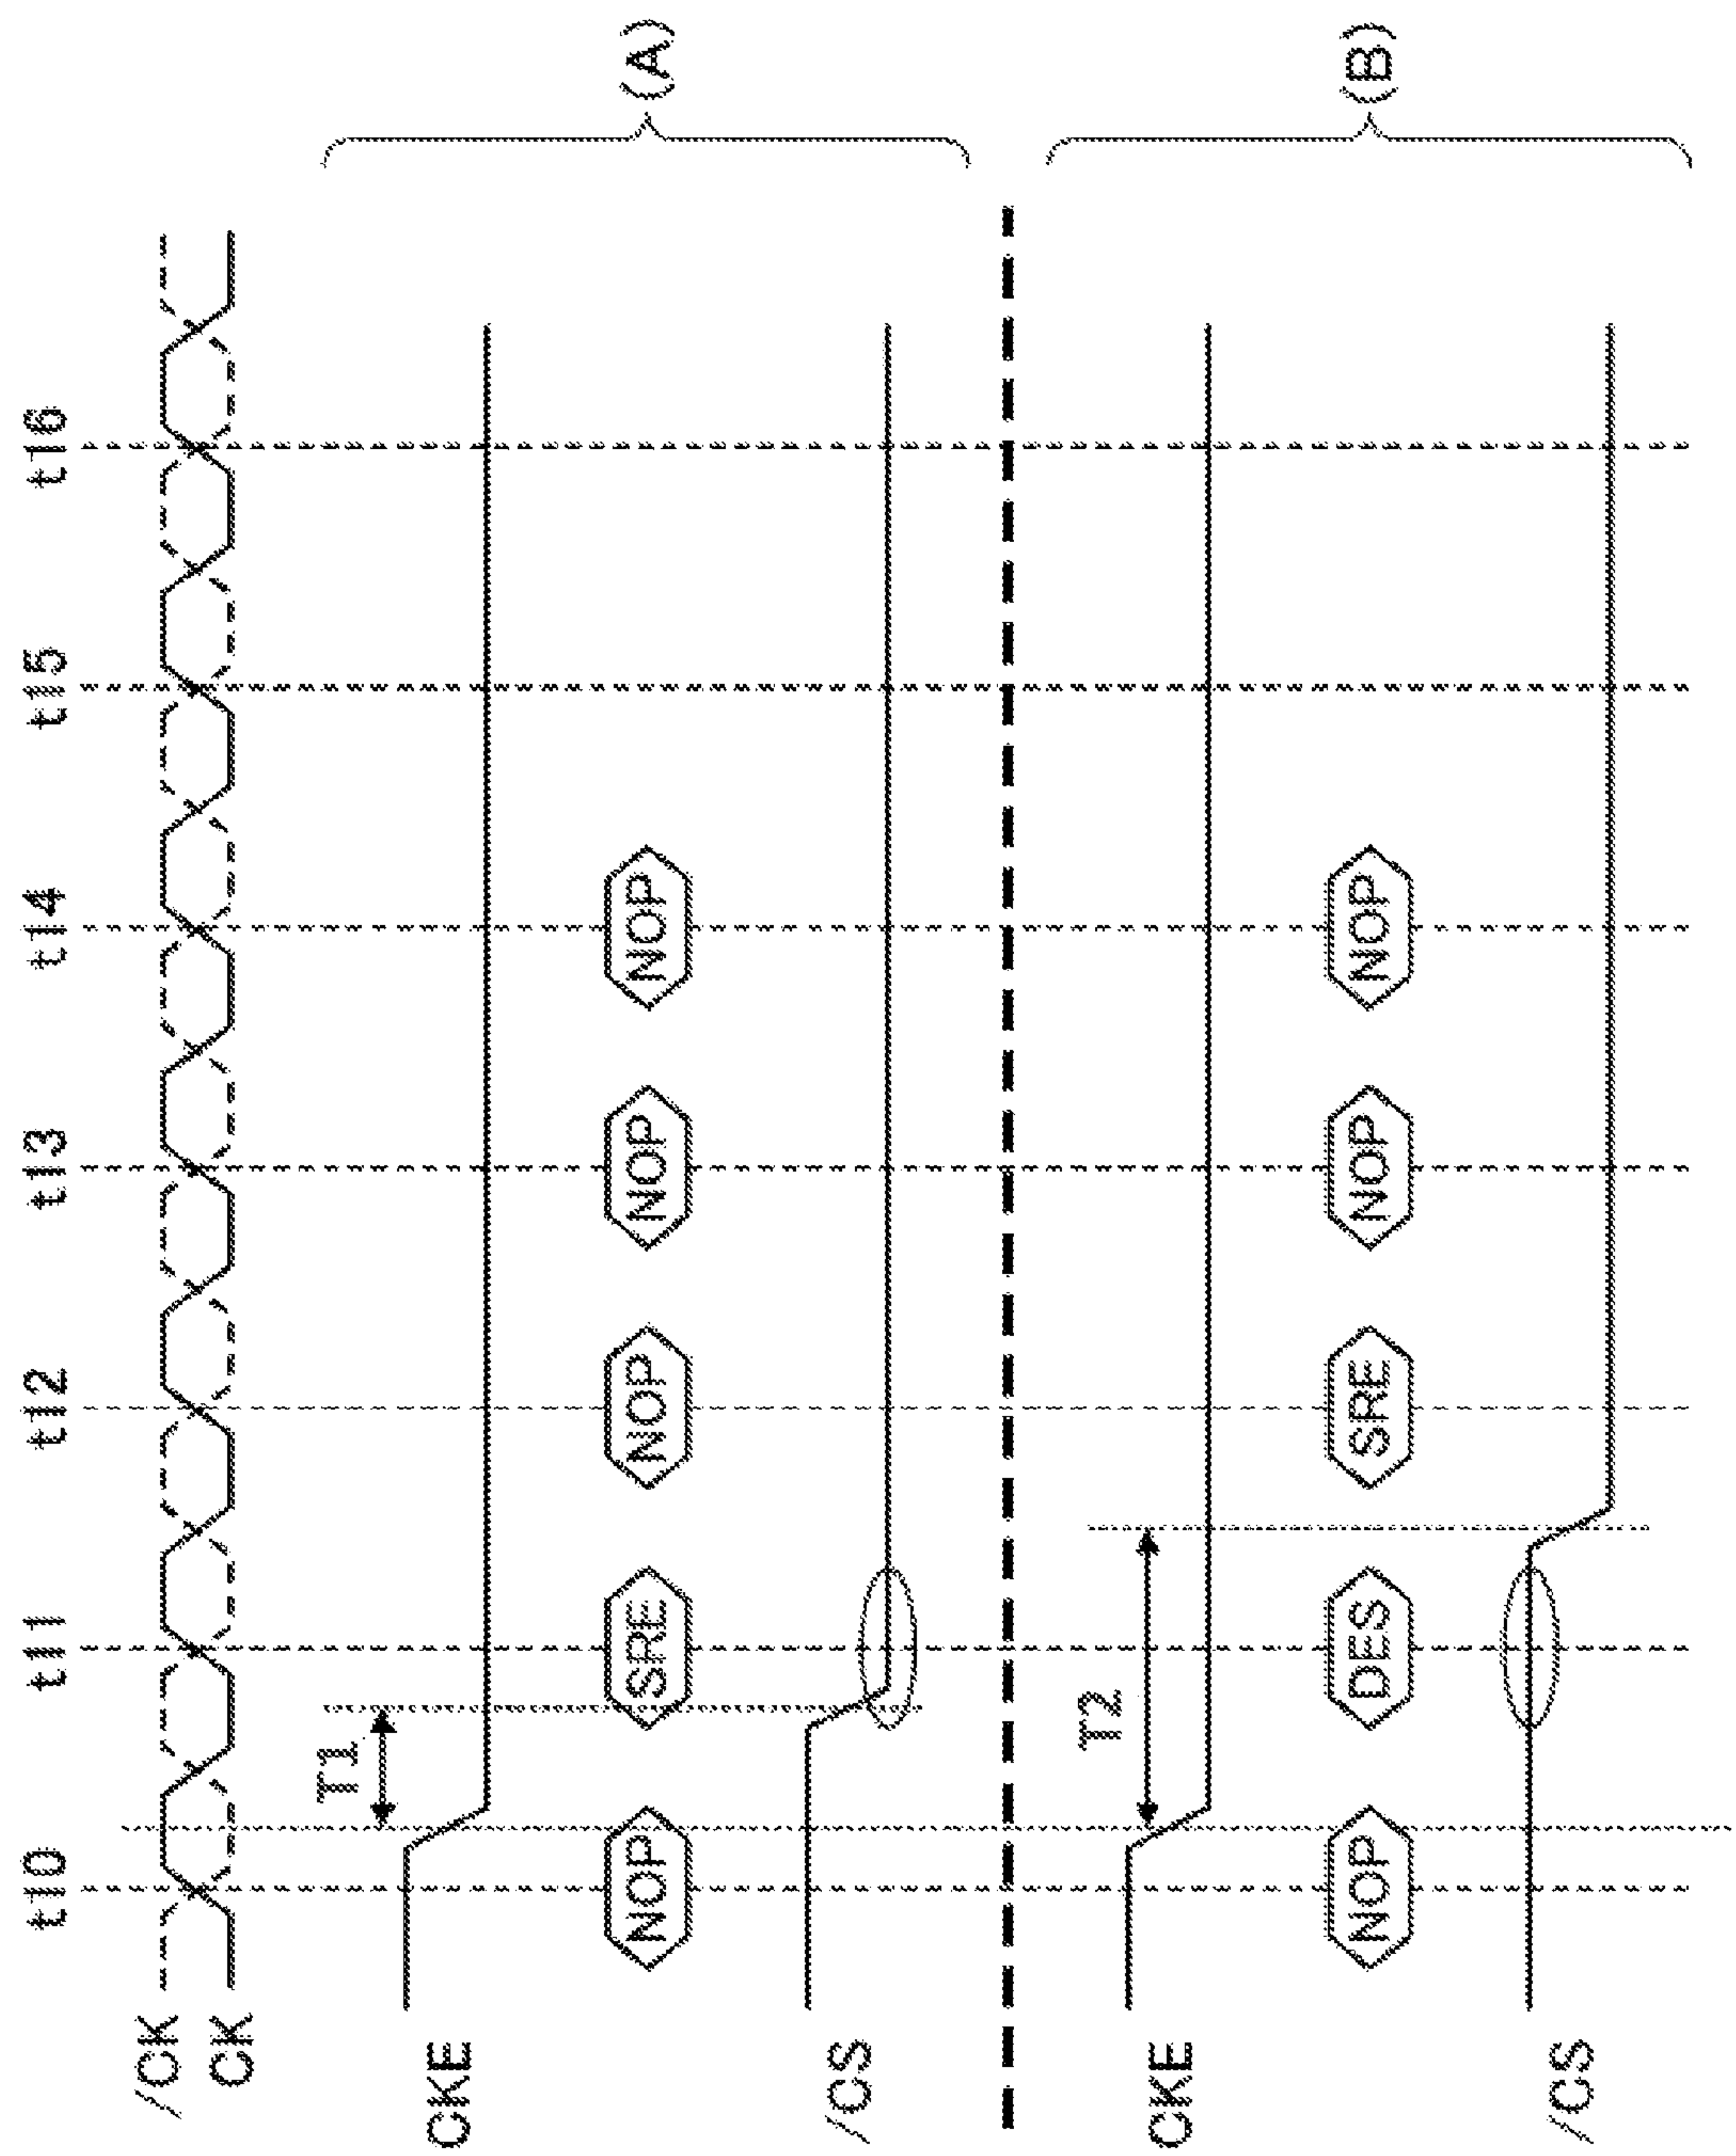 t10 t11 t12 t13 t14 t15 t16
/CK
CK
CKE
T1
NOP SRE NOP NOP NOP
/CS
(A)
CKE
T2
NOP DES SRE NOP NOP
/CS
(B)